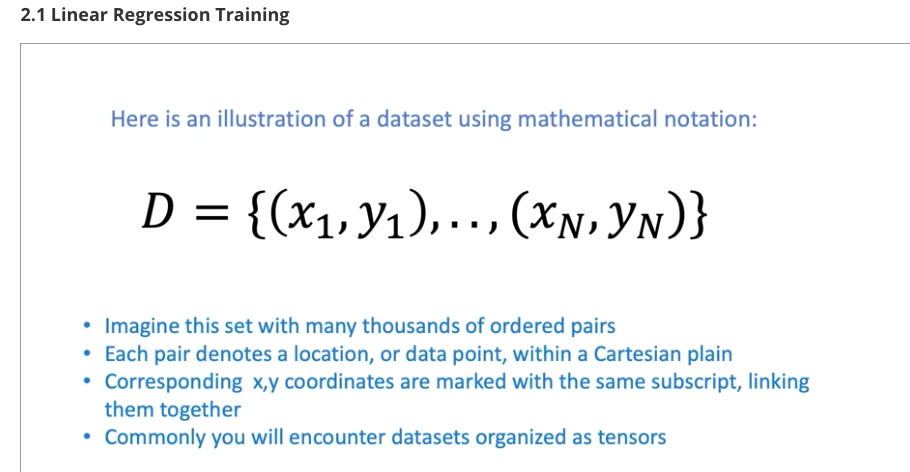 2.1 Linear Regression Training
Here is an illustration of a dataset using mathematical notation:
D = {(x₁, y₁), . . , (x_N, y_N)}
• Imagine this set with many thousands of ordered pairs
• Each pair denotes a location, or data point, within a Cartesian plain
• Corresponding x,y coordinates are marked with the same subscript, linking
them together
• Commonly you will encounter datasets organized as tensors